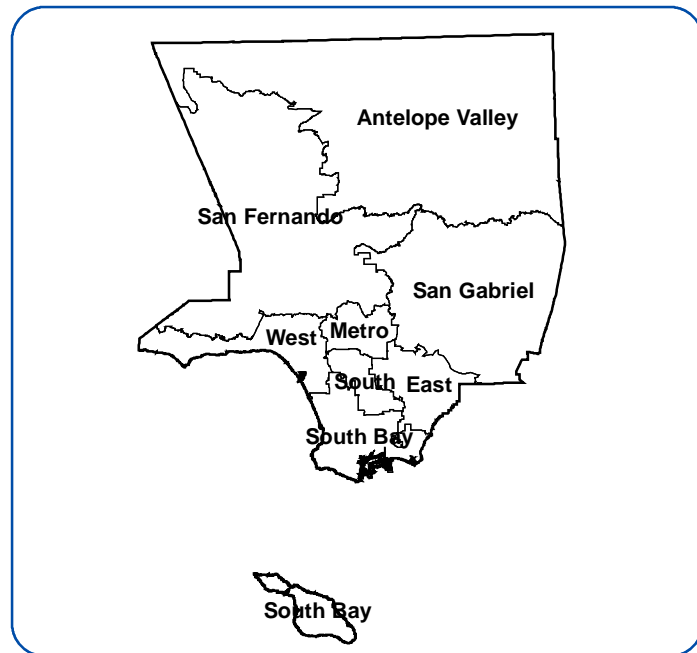 Antelope Valley
San Fernando
San Gabriel
Metro
West
South
East
South Bay
South Bay